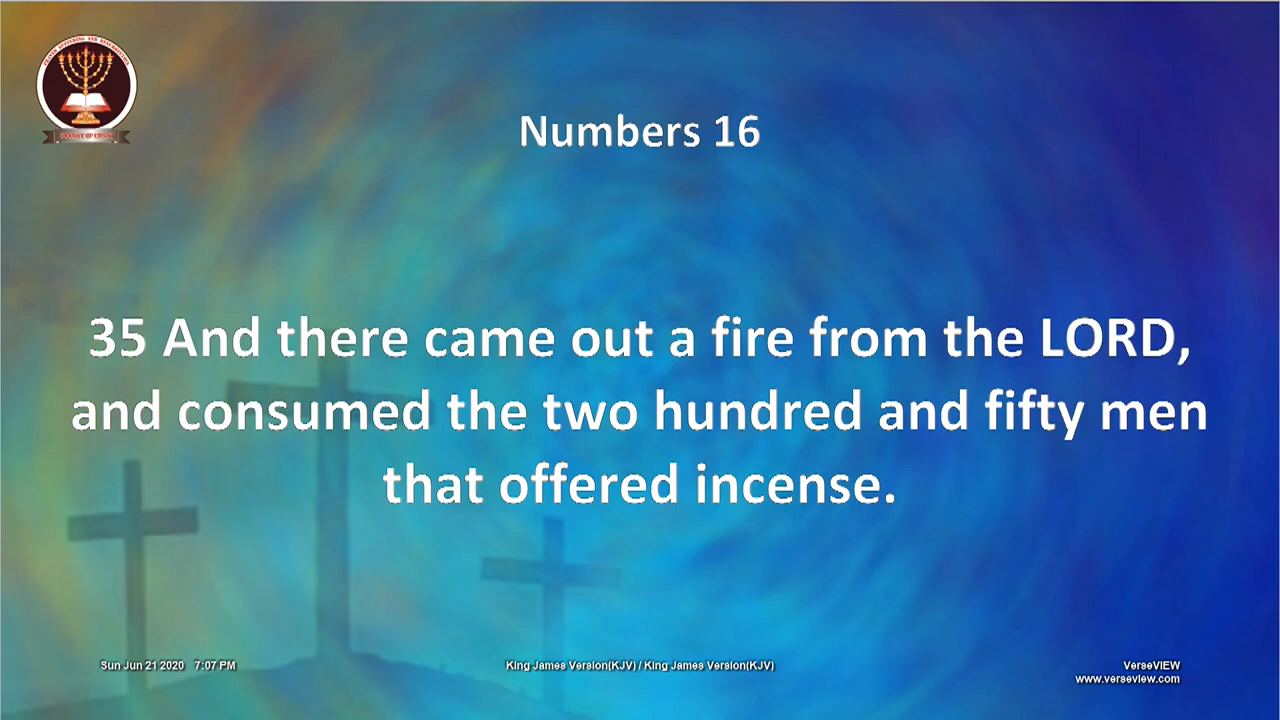 Numbers 16
35 And there came out a fire from the LORD,
and consumed the two hundred and fifty men
that offered incense.
Sun Jun 21 2020 7:07 PM
King James Version(KJV) / King James Version(KJV)
VerseVIEW
www.verseview.com